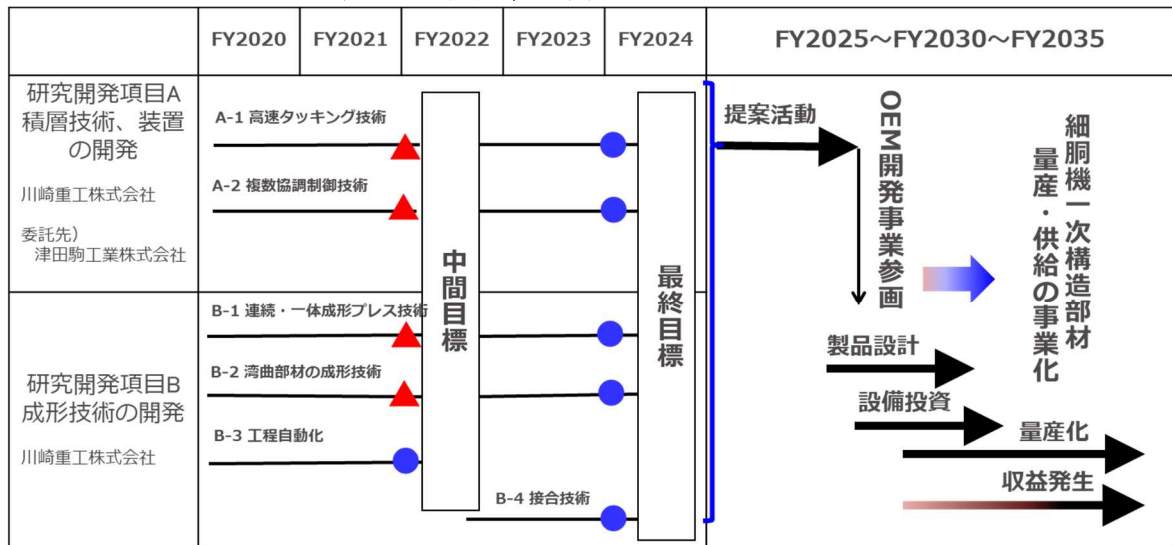 FY2020
FY2021
FY2022
FY2023
FY2024
FY2025～FY2030～FY2035
研究開発項目A
積層技術、装置
の開発
川崎重工株式会社
委託先）
津田駒工業株式会社
A-1 高速タッキング技術
A-2 複数協調制御技術
研究開発項目B
成形技術の開発
川崎重工株式会社
B-1 連続・一体成形プレス技術
B-2 湾曲部材の成形技術
B-3 工程自動化
B-4 接合技術
中間目標
最終目標
提案活動
OEM開発事業参画
細胴機一次構造部材
量産・供給の事業化
製品設計
設備投資
量産化
収益発生